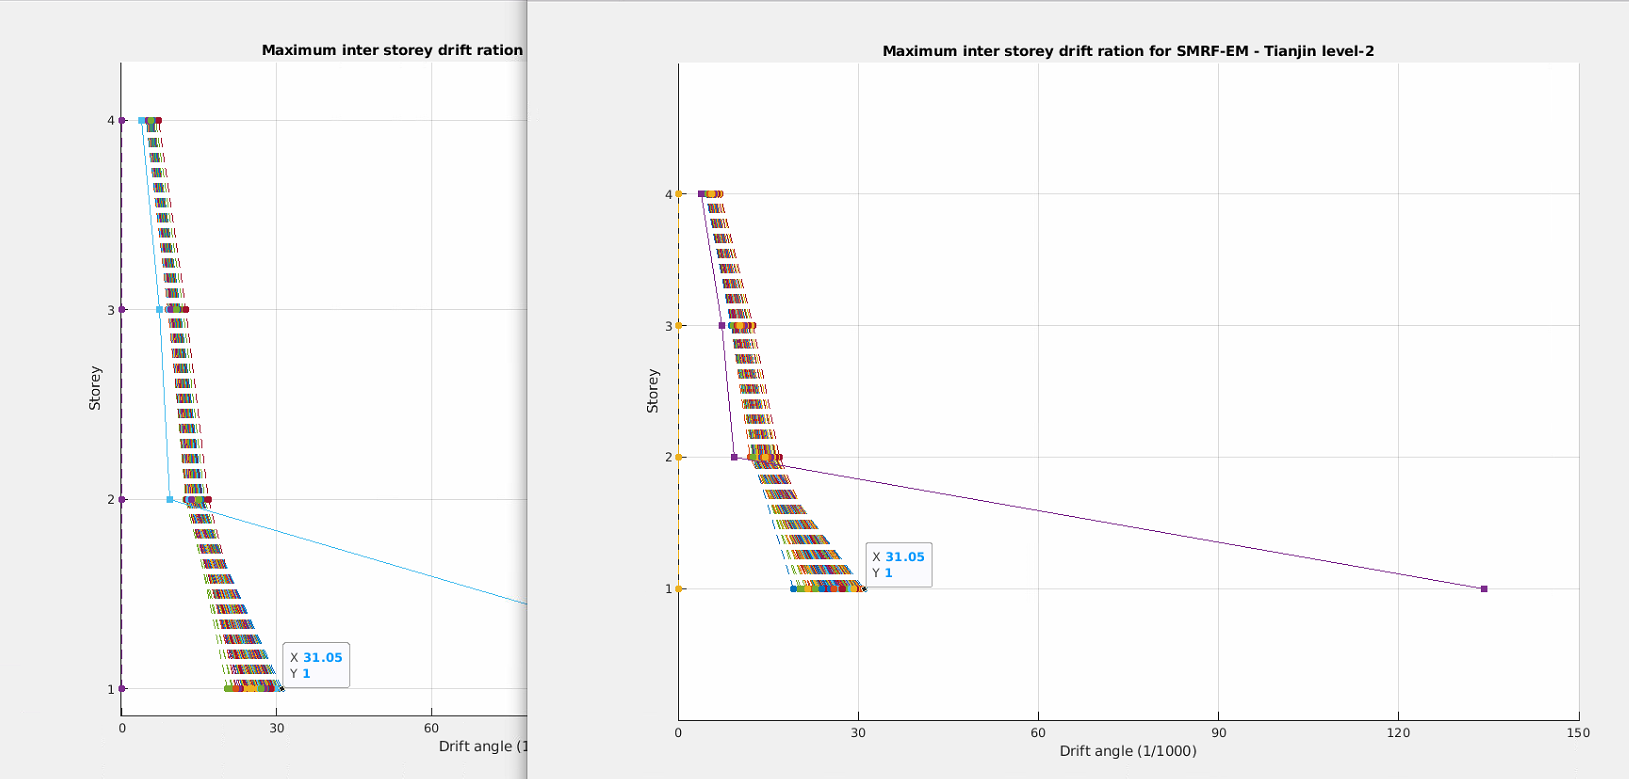 Maximum inter storey drift ration
4
3
2
1
Storey
X 31.05
Y 1
0
30
60
Drift angle (1
Maximum inter storey drift ration for SMRF-EM - Tianjin level-2
4
3
2
1
Storey
X 31.05
Y 1
0
30
60
90
120
150
Drift angle (1/1000)